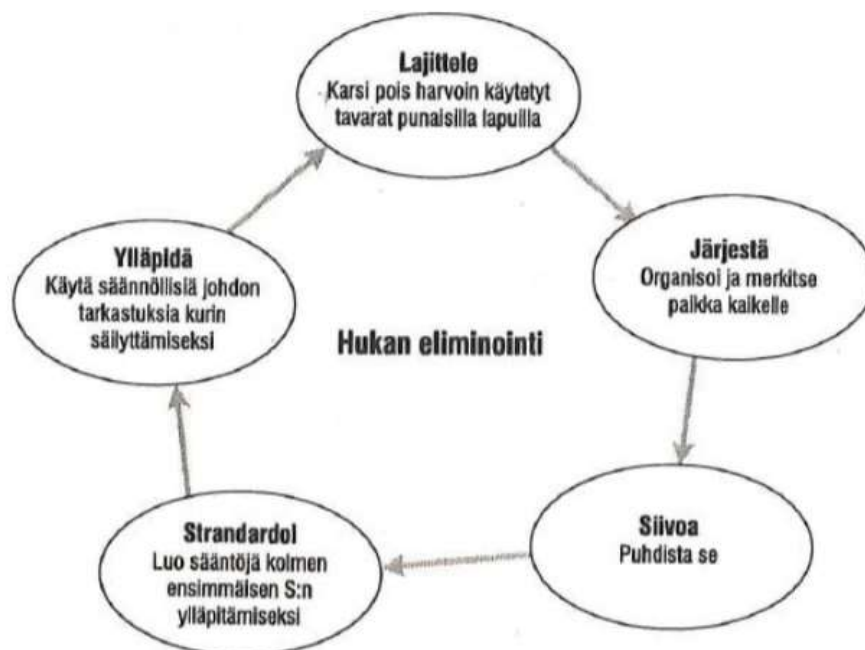 Lajittele
Karsi pois harvoin käytetyt
tavarat punaisilla lapuilla
Järjestä
Organisoi ja merkitse
paikka kaikelle
Siivoa
Puhdista se
Strandardoi
Luo sääntöjä kolmen
ensimmäisen S:n
ylläpitämiseksi
Ylläpidä
Käytä säännöllisiä johdon
tarkastuksia kurin
säilyttämiseksi
Hukan eliminointi